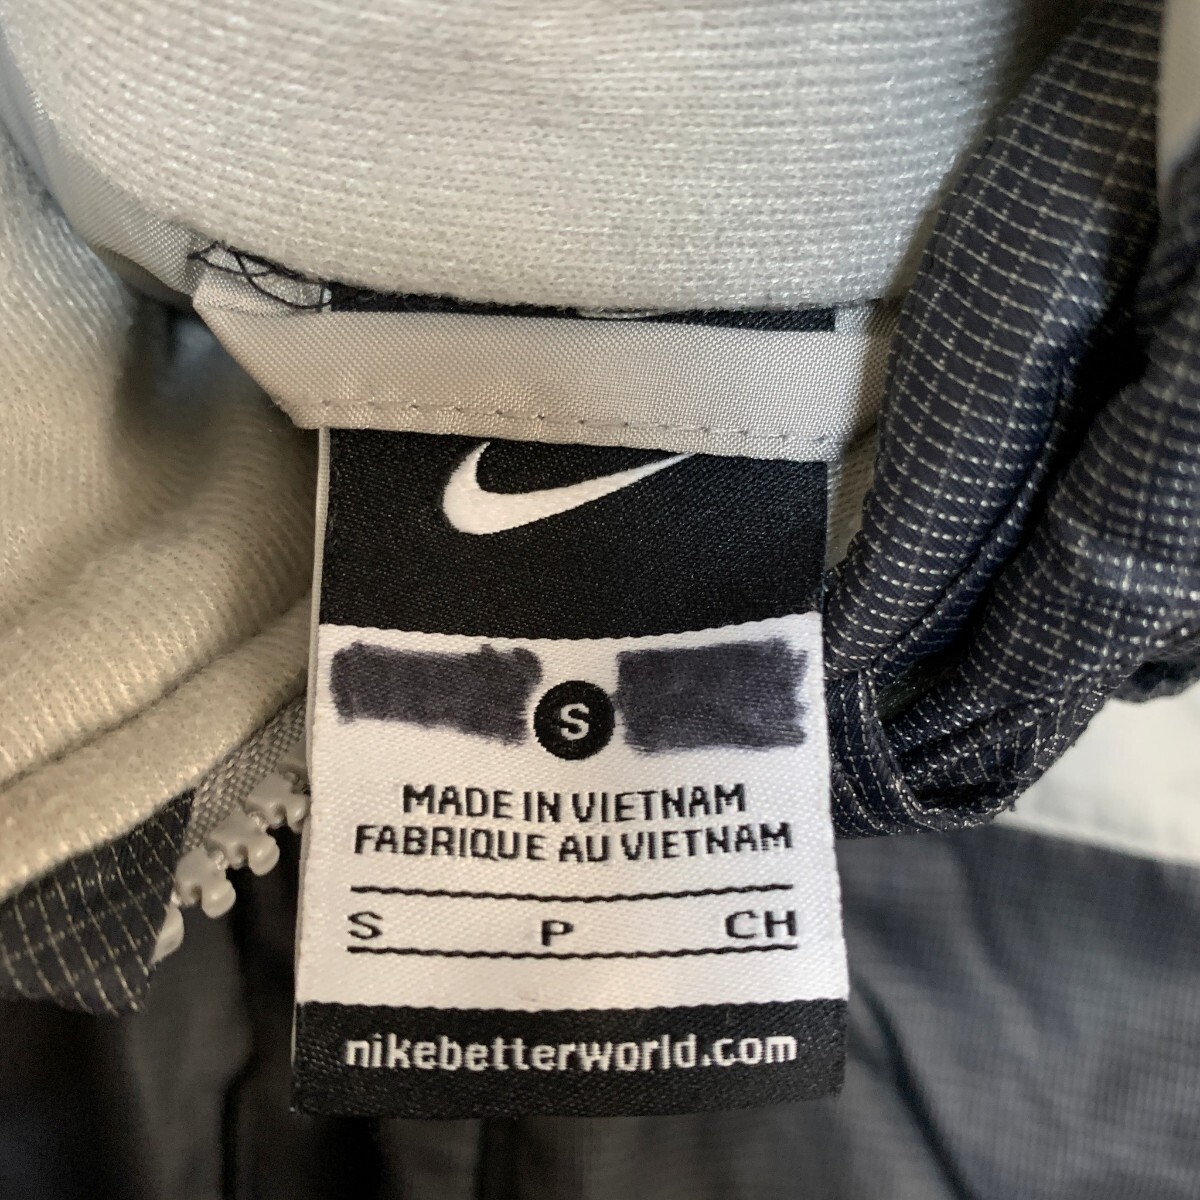 S
MADE IN VIETNAM
FABRIQUE AU VIETNAM
S P CH
nikebetterworld.com